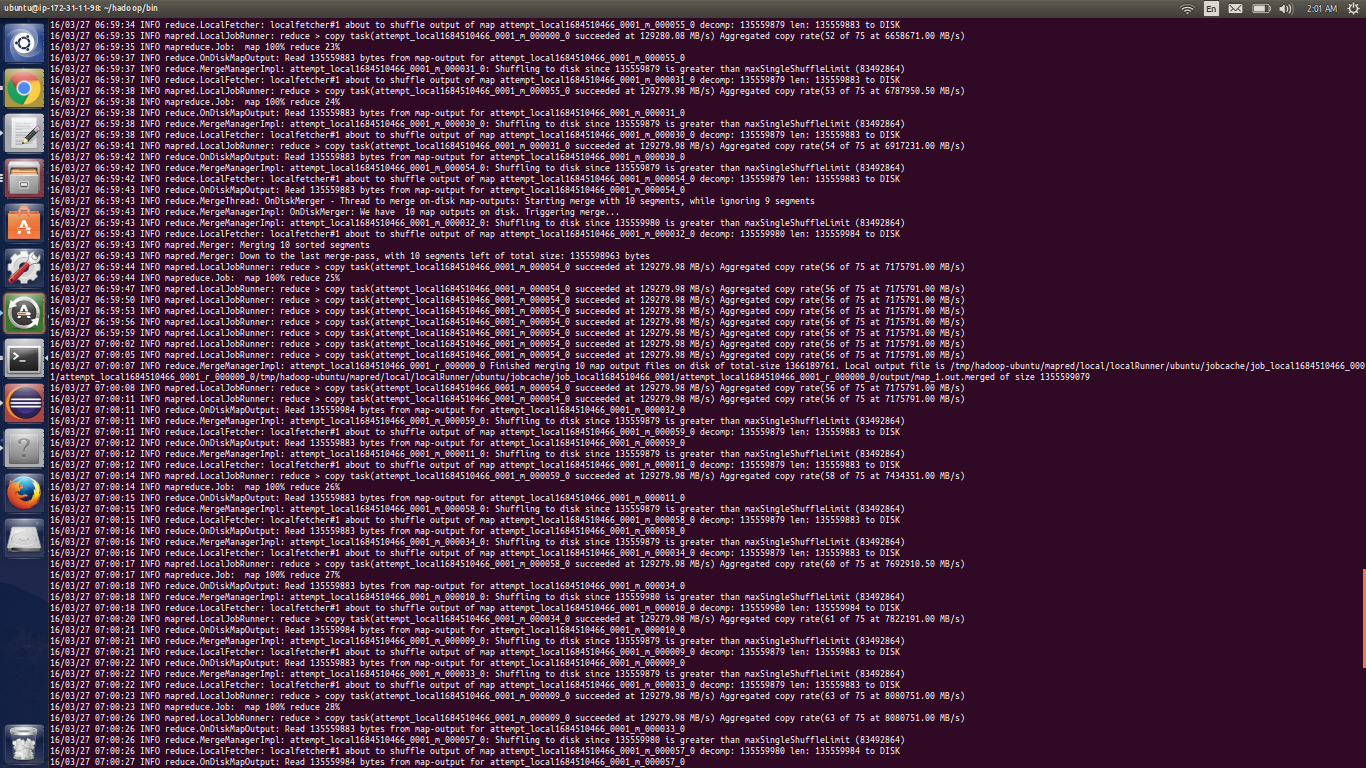 ubuntu@ip-172-31-11-98: ~/hadoop/bin
En
2:01 AM
16/03/27 06:59:34 INFO reduce.LocalFetcher: localfetcher#1 about to shuffle output of map attempt_local1684510466_0001_m_000055_0 decomp: 135559879 len: 135559883 to DISK
16/03/27 06:59:35 INFO mapred.LocalJobRunner: reduce > copy task(attempt_local1684510466_0001_m_000000_0 succeeded at 129280.08 MB/s) Aggregated copy rate(52 of 75 at 6658671.00 MB/s)
16/03/27 06:59:35 INFO mapreduce.Job:  map 100% reduce 23%
16/03/27 06:59:37 INFO reduce.OnDiskMapOutput: Read 135559883 bytes from map-output for attempt_local1684510466_0001_m_000055_0
16/03/27 06:59:37 INFO reduce.MergeManagerImpl: attempt_local1684510466_0001_m_000031_0: Shuffling to disk since 135559879 is greater than maxSingleShuffleLimit (83492864)
16/03/27 06:59:37 INFO reduce.LocalFetcher: localfetcher#1 about to shuffle output of map attempt_local1684510466_0001_m_000031_0 decomp: 135559879 len: 135559883 to DISK
16/03/27 06:59:38 INFO mapred.LocalJobRunner: reduce > copy task(attempt_local1684510466_0001_m_000055_0 succeeded at 129279.98 MB/s) Aggregated copy rate(53 of 75 at 6787950.50 MB/s)
16/03/27 06:59:38 INFO mapreduce.Job:  map 100% reduce 24%
16/03/27 06:59:38 INFO reduce.OnDiskMapOutput: Read 135559883 bytes from map-output for attempt_local1684510466_0001_m_000031_0
16/03/27 06:59:38 INFO reduce.MergeManagerImpl: attempt_local1684510466_0001_m_000030_0: Shuffling to disk since 135559879 is greater than maxSingleShuffleLimit (83492864)
16/03/27 06:59:38 INFO reduce.LocalFetcher: localfetcher#1 about to shuffle output of map attempt_local1684510466_0001_m_000030_0 decomp: 135559879 len: 135559883 to DISK
16/03/27 06:59:41 INFO mapred.LocalJobRunner: reduce > copy task(attempt_local1684510466_0001_m_000031_0 succeeded at 129279.98 MB/s) Aggregated copy rate(54 of 75 at 6917231.00 MB/s)
16/03/27 06:59:42 INFO reduce.OnDiskMapOutput: Read 135559883 bytes from map-output for attempt_local1684510466_0001_m_000030_0
16/03/27 06:59:42 INFO reduce.MergeManagerImpl: attempt_local1684510466_0001_m_000054_0: Shuffling to disk since 135559879 is greater than maxSingleShuffleLimit (83492864)
16/03/27 06:59:42 INFO reduce.LocalFetcher: localfetcher#1 about to shuffle output of map attempt_local1684510466_0001_m_000054_0 decomp: 135559879 len: 135559883 to DISK
16/03/27 06:59:43 INFO reduce.OnDiskMapOutput: Read 135559883 bytes from map-output for attempt_local1684510466_0001_m_000054_0
16/03/27 06:59:43 INFO reduce.MergeThread: OnDiskMerger - Thread to merge on-disk map-outputs: Starting merge with 10 segments, while ignoring 9 segments
16/03/27 06:59:43 INFO reduce.MergeManagerImpl: OnDiskMerger: We have  10 map outputs on disk. Triggering merge...
16/03/27 06:59:43 INFO reduce.MergeManagerImpl: attempt_local1684510466_0001_m_000032_0: Shuffling to disk since 135559980 is greater than maxSingleShuffleLimit (83492864)
16/03/27 06:59:43 INFO reduce.LocalFetcher: localfetcher#1 about to shuffle output of map attempt_local1684510466_0001_m_000032_0 decomp: 135559980 len: 135559984 to DISK
16/03/27 06:59:43 INFO mapred.Merger: Merging 10 sorted segments
16/03/27 06:59:43 INFO mapred.Merger: Down to the last merge-pass, with 10 segments left of total size: 1355598963 bytes
16/03/27 06:59:44 INFO mapred.LocalJobRunner: reduce > copy task(attempt_local1684510466_0001_m_000054_0 succeeded at 129279.98 MB/s) Aggregated copy rate(56 of 75 at 7175791.00 MB/s)
16/03/27 06:59:44 INFO mapreduce.Job:  map 100% reduce 25%
16/03/27 06:59:47 INFO mapred.LocalJobRunner: reduce > copy task(attempt_local1684510466_0001_m_000054_0 succeeded at 129279.98 MB/s) Aggregated copy rate(56 of 75 at 7175791.00 MB/s)
16/03/27 06:59:50 INFO mapred.LocalJobRunner: reduce > copy task(attempt_local1684510466_0001_m_000054_0 succeeded at 129279.98 MB/s) Aggregated copy rate(56 of 75 at 7175791.00 MB/s)
16/03/27 06:59:53 INFO mapred.LocalJobRunner: reduce > copy task(attempt_local1684510466_0001_m_000054_0 succeeded at 129279.98 MB/s) Aggregated copy rate(56 of 75 at 7175791.00 MB/s)
16/03/27 06:59:56 INFO mapred.LocalJobRunner: reduce > copy task(attempt_local1684510466_0001_m_000054_0 succeeded at 129279.98 MB/s) Aggregated copy rate(56 of 75 at 7175791.00 MB/s)
16/03/27 06:59:59 INFO mapred.LocalJobRunner: reduce > copy task(attempt_local1684510466_0001_m_000054_0 succeeded at 129279.98 MB/s) Aggregated copy rate(56 of 75 at 7175791.00 MB/s)
16/03/27 07:00:02 INFO mapred.LocalJobRunner: reduce > copy task(attempt_local1684510466_0001_m_000054_0 succeeded at 129279.98 MB/s) Aggregated copy rate(56 of 75 at 7175791.00 MB/s)
16/03/27 07:00:05 INFO mapred.LocalJobRunner: reduce > copy task(attempt_local1684510466_0001_m_000054_0 succeeded at 129279.98 MB/s) Aggregated copy rate(56 of 75 at 7175791.00 MB/s)
16/03/27 07:00:07 INFO reduce.MergeManagerImpl: attempt_local1684510466_0001_r_000000_0 Finished merging 10 map output files on disk of total-size 1366189761. Local output file is /tmp/hadoop-ubuntu/mapred/local/localRunner/ubuntu/jobcache/job_local1684510466_000
1/attempt_local1684510466_0001_r_000000_0/tmp/hadoop-ubuntu/mapred/local/localRunner/ubuntu/jobcache/job_local1684510466_0001/attempt_local1684510466_0001_r_000000_0/output/map_1.out.merged of size 1355599079
16/03/27 07:00:08 INFO mapred.LocalJobRunner: reduce > copy task(attempt_local1684510466_0001_m_000054_0 succeeded at 129279.98 MB/s) Aggregated copy rate(56 of 75 at 7175791.00 MB/s)
16/03/27 07:00:11 INFO mapred.LocalJobRunner: reduce > copy task(attempt_local1684510466_0001_m_000054_0 succeeded at 129279.98 MB/s) Aggregated copy rate(56 of 75 at 7175791.00 MB/s)
16/03/27 07:00:11 INFO reduce.OnDiskMapOutput: Read 135559984 bytes from map-output for attempt_local1684510466_0001_m_000032_0
16/03/27 07:00:11 INFO reduce.MergeManagerImpl: attempt_local1684510466_0001_m_000059_0: Shuffling to disk since 135559879 is greater than maxSingleShuffleLimit (83492864)
16/03/27 07:00:11 INFO reduce.LocalFetcher: localfetcher#1 about to shuffle output of map attempt_local1684510466_0001_m_000059_0 decomp: 135559879 len: 135559883 to DISK
16/03/27 07:00:12 INFO reduce.OnDiskMapOutput: Read 135559883 bytes from map-output for attempt_local1684510466_0001_m_000059_0
16/03/27 07:00:12 INFO reduce.MergeManagerImpl: attempt_local1684510466_0001_m_000011_0: Shuffling to disk since 135559879 is greater than maxSingleShuffleLimit (83492864)
16/03/27 07:00:12 INFO reduce.LocalFetcher: localfetcher#1 about to shuffle output of map attempt_local1684510466_0001_m_000011_0 decomp: 135559879 len: 135559883 to DISK
16/03/27 07:00:14 INFO mapred.LocalJobRunner: reduce > copy task(attempt_local1684510466_0001_m_000059_0 succeeded at 129279.98 MB/s) Aggregated copy rate(58 of 75 at 7434351.00 MB/s)
16/03/27 07:00:14 INFO mapreduce.Job:  map 100% reduce 26%
16/03/27 07:00:15 INFO reduce.OnDiskMapOutput: Read 135559883 bytes from map-output for attempt_local1684510466_0001_m_000011_0
16/03/27 07:00:15 INFO reduce.MergeManagerImpl: attempt_local1684510466_0001_m_000058_0: Shuffling to disk since 135559879 is greater than maxSingleShuffleLimit (83492864)
16/03/27 07:00:15 INFO reduce.LocalFetcher: localfetcher#1 about to shuffle output of map attempt_local1684510466_0001_m_000058_0 decomp: 135559879 len: 135559883 to DISK
16/03/27 07:00:16 INFO reduce.OnDiskMapOutput: Read 135559883 bytes from map-output for attempt_local1684510466_0001_m_000058_0
16/03/27 07:00:16 INFO reduce.MergeManagerImpl: attempt_local1684510466_0001_m_000034_0: Shuffling to disk since 135559879 is greater than maxSingleShuffleLimit (83492864)
16/03/27 07:00:16 INFO reduce.LocalFetcher: localfetcher#1 about to shuffle output of map attempt_local1684510466_0001_m_000034_0 decomp: 135559879 len: 135559883 to DISK
16/03/27 07:00:17 INFO mapred.LocalJobRunner: reduce > copy task(attempt_local1684510466_0001_m_000058_0 succeeded at 129279.98 MB/s) Aggregated copy rate(60 of 75 at 7692910.50 MB/s)
16/03/27 07:00:17 INFO mapreduce.Job:  map 100% reduce 27%
16/03/27 07:00:18 INFO reduce.OnDiskMapOutput: Read 135559883 bytes from map-output for attempt_local1684510466_0001_m_000034_0
16/03/27 07:00:18 INFO reduce.MergeManagerImpl: attempt_local1684510466_0001_m_000010_0: Shuffling to disk since 135559980 is greater than maxSingleShuffleLimit (83492864)
16/03/27 07:00:18 INFO reduce.LocalFetcher: localfetcher#1 about to shuffle output of map attempt_local1684510466_0001_m_000010_0 decomp: 135559980 len: 135559984 to DISK
16/03/27 07:00:20 INFO mapred.LocalJobRunner: reduce > copy task(attempt_local1684510466_0001_m_000034_0 succeeded at 129279.98 MB/s) Aggregated copy rate(61 of 75 at 7822191.00 MB/s)
16/03/27 07:00:21 INFO reduce.OnDiskMapOutput: Read 135559984 bytes from map-output for attempt_local1684510466_0001_m_000010_0
16/03/27 07:00:21 INFO reduce.MergeManagerImpl: attempt_local1684510466_0001_m_000009_0: Shuffling to disk since 135559879 is greater than maxSingleShuffleLimit (83492864)
16/03/27 07:00:21 INFO reduce.LocalFetcher: localfetcher#1 about to shuffle output of map attempt_local1684510466_0001_m_000009_0 decomp: 135559879 len: 135559883 to DISK
16/03/27 07:00:22 INFO reduce.OnDiskMapOutput: Read 135559883 bytes from map-output for attempt_local1684510466_0001_m_000009_0
16/03/27 07:00:22 INFO reduce.MergeManagerImpl: attempt_local1684510466_0001_m_000033_0: Shuffling to disk since 135559879 is greater than maxSingleShuffleLimit (83492864)
16/03/27 07:00:22 INFO reduce.LocalFetcher: localfetcher#1 about to shuffle output of map attempt_local1684510466_0001_m_000033_0 decomp: 135559879 len: 135559883 to DISK
16/03/27 07:00:23 INFO mapred.LocalJobRunner: reduce > copy task(attempt_local1684510466_0001_m_000009_0 succeeded at 129279.98 MB/s) Aggregated copy rate(63 of 75 at 8080751.00 MB/s)
16/03/27 07:00:23 INFO mapreduce.Job:  map 100% reduce 28%
16/03/27 07:00:26 INFO mapred.LocalJobRunner: reduce > copy task(attempt_local1684510466_0001_m_000009_0 succeeded at 129279.98 MB/s) Aggregated copy rate(63 of 75 at 8080751.00 MB/s)
16/03/27 07:00:26 INFO reduce.OnDiskMapOutput: Read 135559883 bytes from map-output for attempt_local1684510466_0001_m_000033_0
16/03/27 07:00:26 INFO reduce.MergeManagerImpl: attempt_local1684510466_0001_m_000057_0: Shuffling to disk since 135559980 is greater than maxSingleShuffleLimit (83492864)
16/03/27 07:00:26 INFO reduce.LocalFetcher: localfetcher#1 about to shuffle output of map attempt_local1684510466_0001_m_000057_0 decomp: 135559980 len: 135559984 to DISK
16/03/27 07:00:27 INFO reduce.OnDiskMapOutput: Read 135559984 bytes from map-output for attempt_local1684510466_0001_m_000057_0